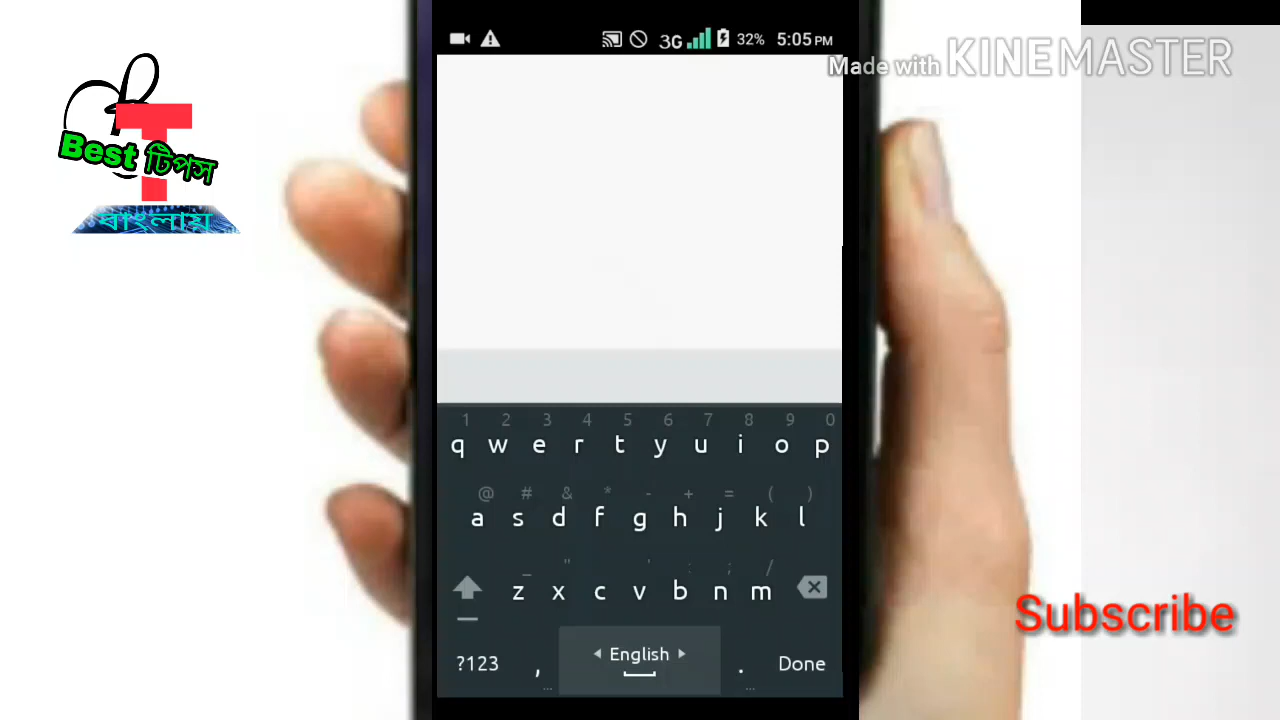 3G 32% 5:05 PM
Made with KINEMASTER
T
Best টিপস
বাংলায়
1 2 3 4 5 6 7 8 9 0
q w e r t y u i o p
@ # & * - + = ( )
a s d f g h j k l
_ " ' : ; /
z x c v b n m
?123 , English . Done
Subscribe